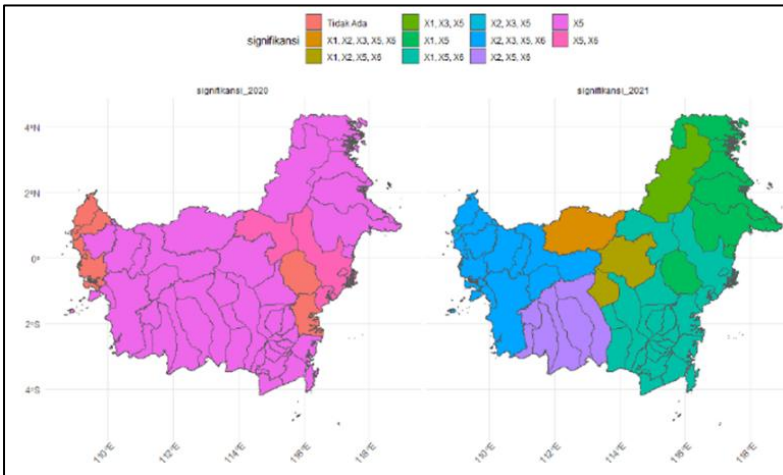 signifikansi
Tidak Ada
X1, X2, X3, X5, X6
X1, X2, X5, X6
X1, X3, X5
X1, X5
X1, X5, X6
X2, X3, X5
X2, X3, X5, X6
X2, X5, X6
X5
X5, X6
signifikansi_2020
signifikansi_2021
4°N
2°N
0°
2°S
4°S
110°E
112°E
114°E
116°E
118°E
110°E
112°E
114°E
116°E
118°E